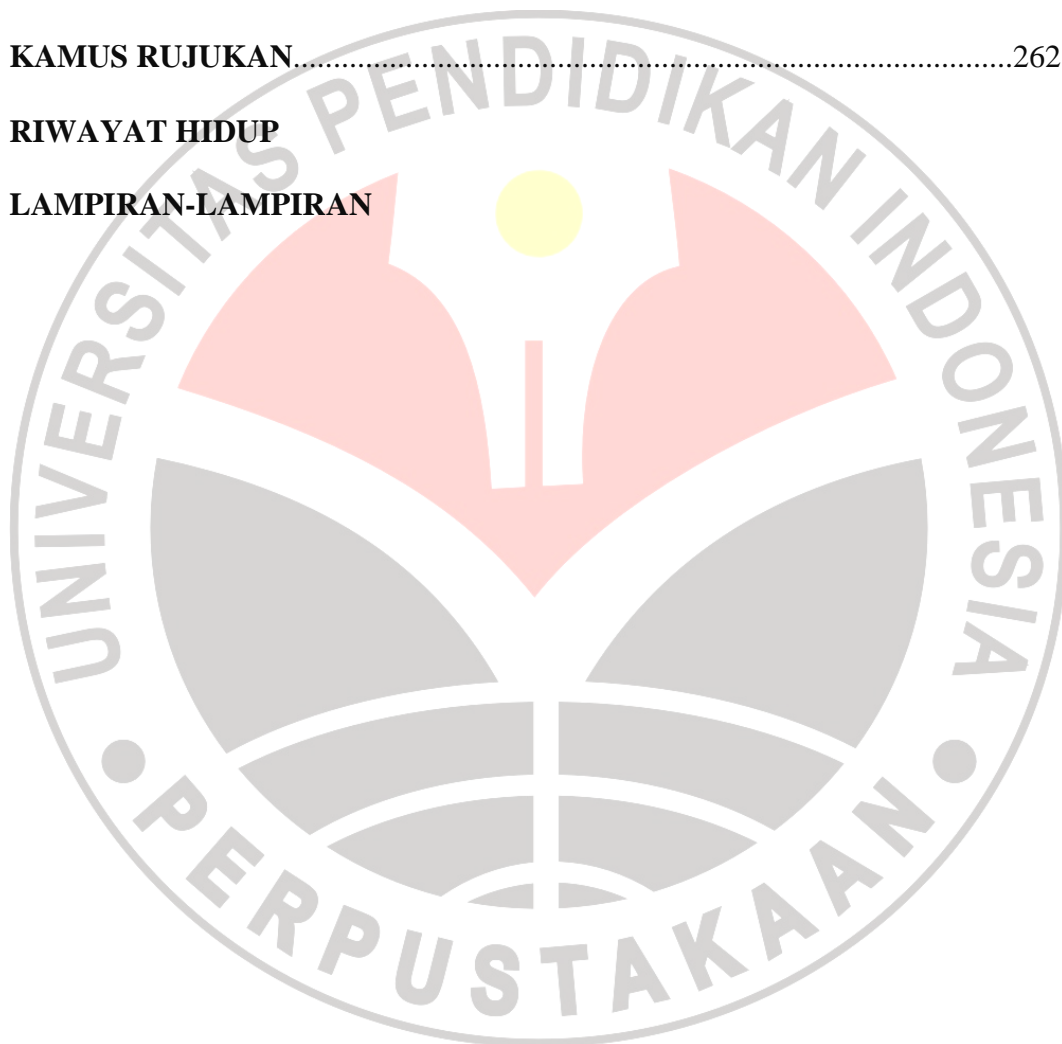 KAMUS RUJUKAN..........................................................................................262
RIWAYAT HIDUP
LAMPIRAN-LAMPIRAN
UNIVERSITAS PENDIDIKAN INDONESIA
PERPUSTAKAAN